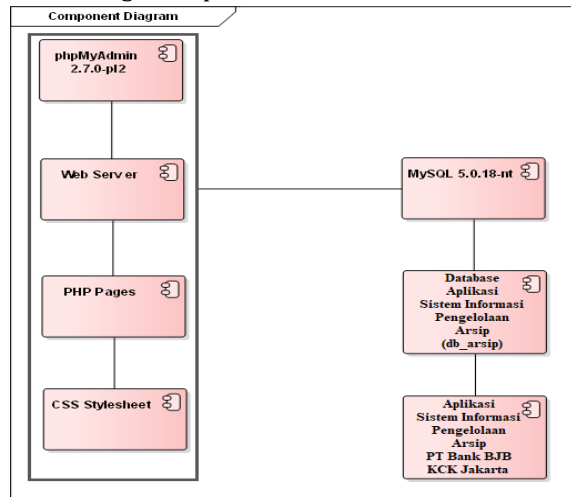 Component Diagram
phpMyAdmin
2.7.0-pl2
Web Server
PHP Pages
CSS Stylesheet
MySQL 5.0.18-nt
Database
Aplikasi
Sistem Informasi
Pengelolaan
Arsip
(db_arsip)
Aplikasi
Sistem Informasi
Pengelolaan
Arsip
PT Bank BJB
KCK Jakarta